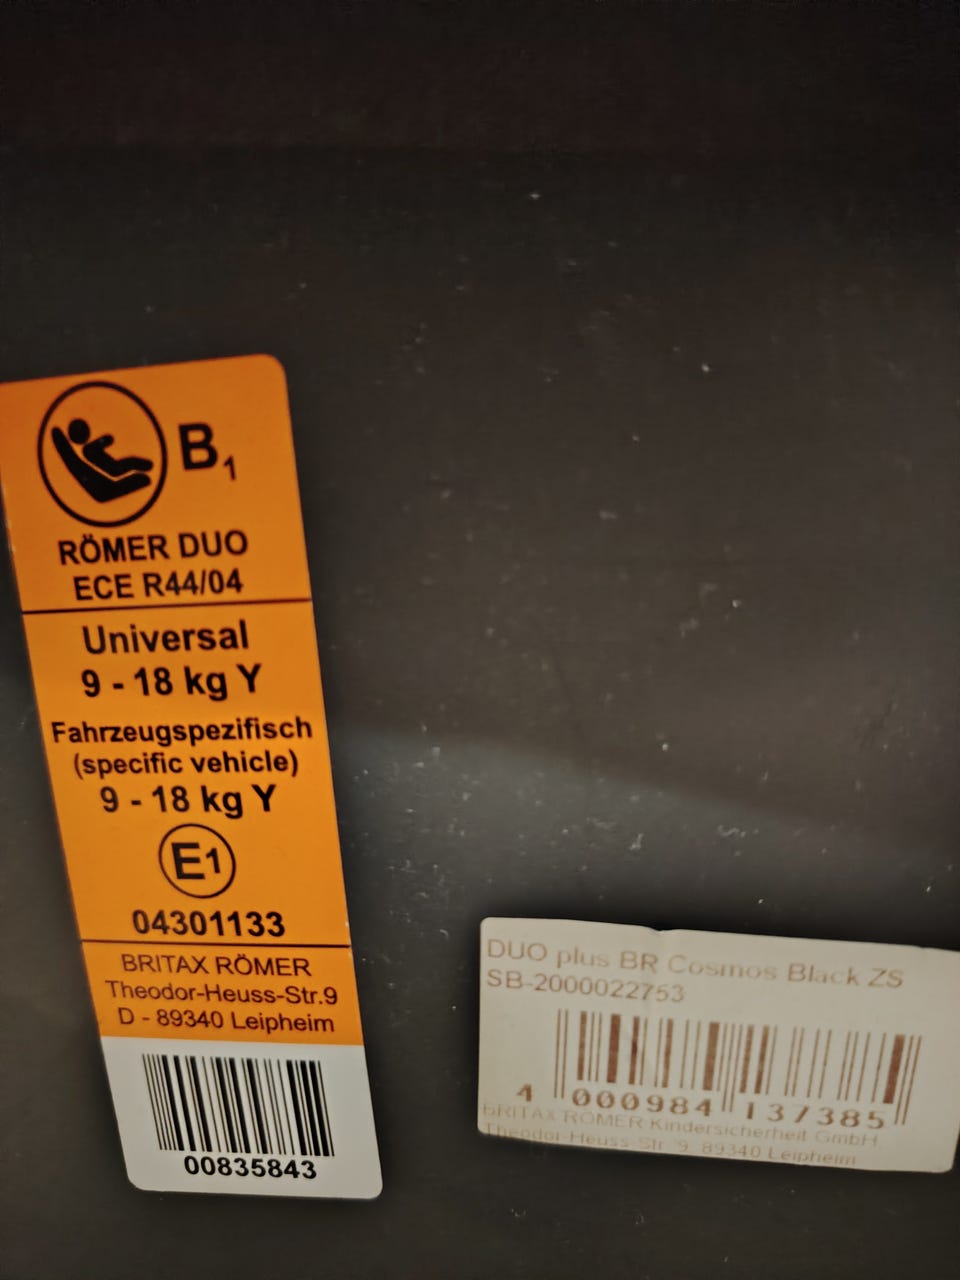 B1
RÖMER DUO
ECE R44/04
Universal
9 - 18 kg Y
Fahrzeugspezifisch
(specific vehicle)
9 - 18 kg Y
E1
04301133
BRITAX RÖMER
Theodor-Heuss-Str.9
D - 89340 Leipheim
00835843
DUO plus BR Cosmos Black ZS
SB-2000022753
4 000984 137385
BRITAX RÖMER Kindersicherheit GmbH
Theodor-Heuss-Str. 9, 89340 Leipheim